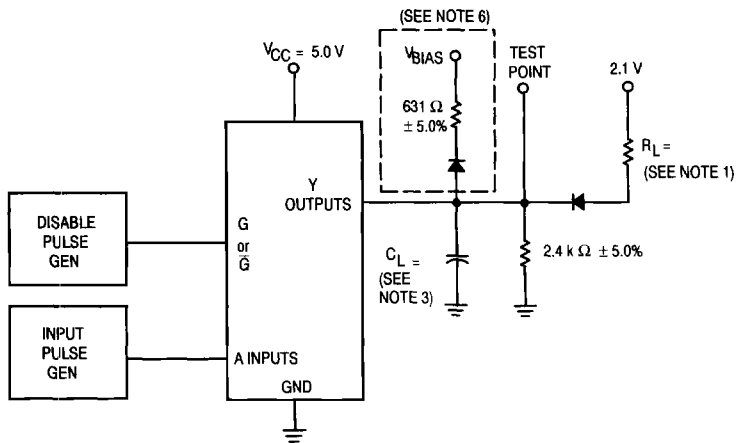 (SEE NOTE 6)
VCC = 5.0 V
VBIAS
TEST
POINT
2.1 V
631 Ω
± 5.0%
RL =
(SEE NOTE 1)
Y
OUTPUTS
DISABLE
PULSE
GEN
G
or
G̅
CL =
(SEE
NOTE 3)
2.4 k Ω ± 5.0%
INPUT
PULSE
GEN
A INPUTS
GND